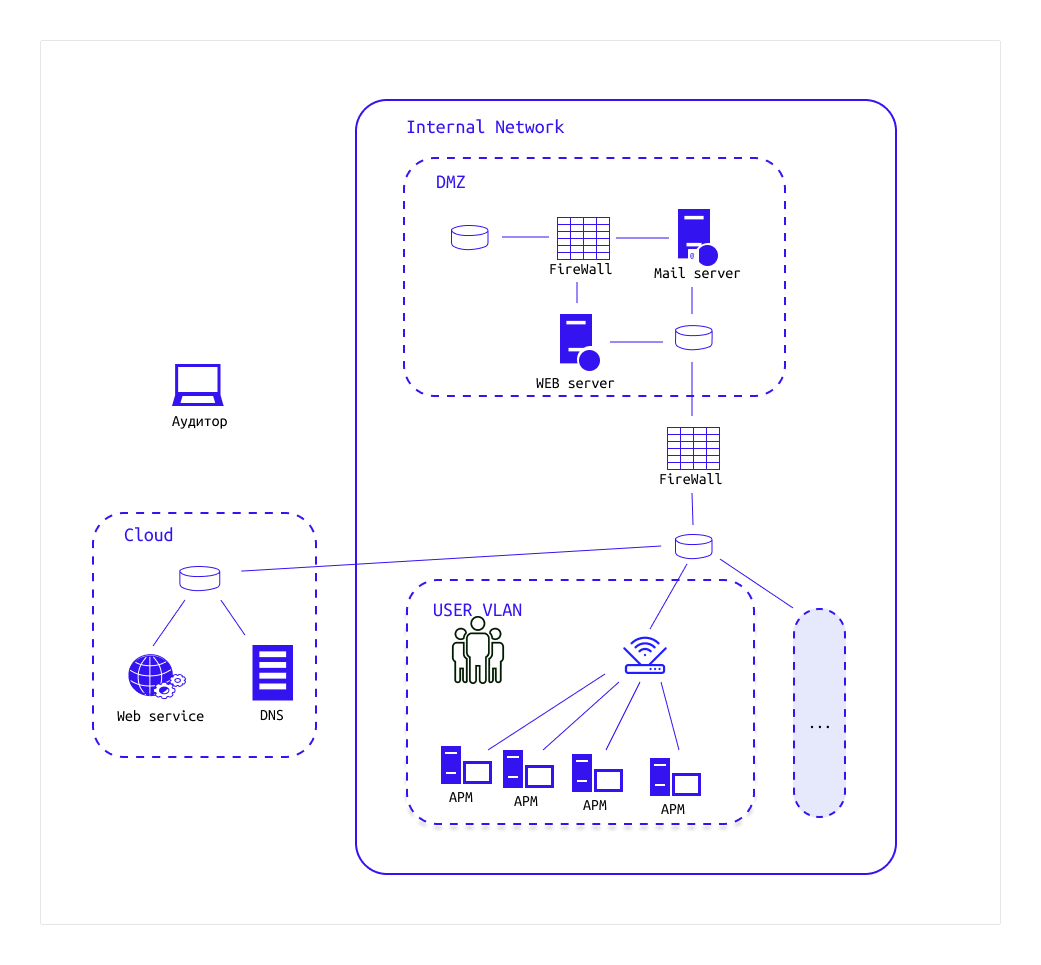 Internal Network
DMZ
FireWall
@
Mail server
WEB server
Аудитор
FireWall
Cloud
USER VLAN
Web service
DNS
...
АРМ
АРМ
АРМ
АРМ